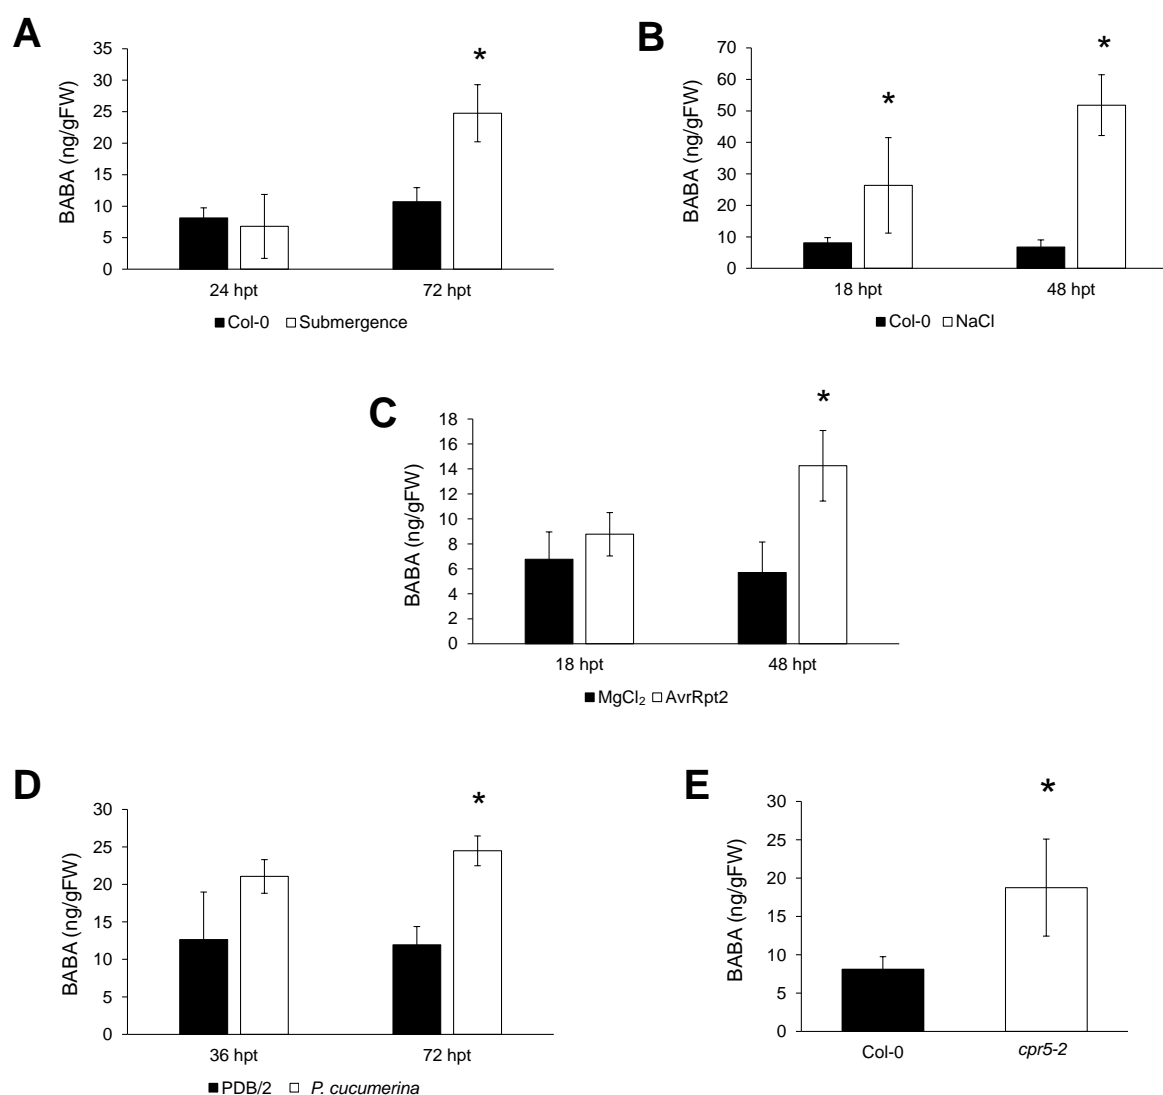 A
BABA (ng/gFW)
35
30
25
20
15
10
5
0
*
24 hpt 72 hpt
Col-0 Submergence
B
BABA (ng/gFW)
70
60
50
40
30
20
10
0
* *
18 hpt 48 hpt
Col-0 NaCl
C
BABA (ng/gFW)
18
16
14
12
10
8
6
4
2
0
*
18 hpt 48 hpt
MgCl₂ AvrRpt2
D
BABA (ng/gFW)
30
25
20
15
10
5
0
*
36 hpt 72 hpt
PDB/2 P. cucumerina
E
BABA (ng/gFW)
30
25
20
15
10
5
0
*
Col-0 cpr5-2